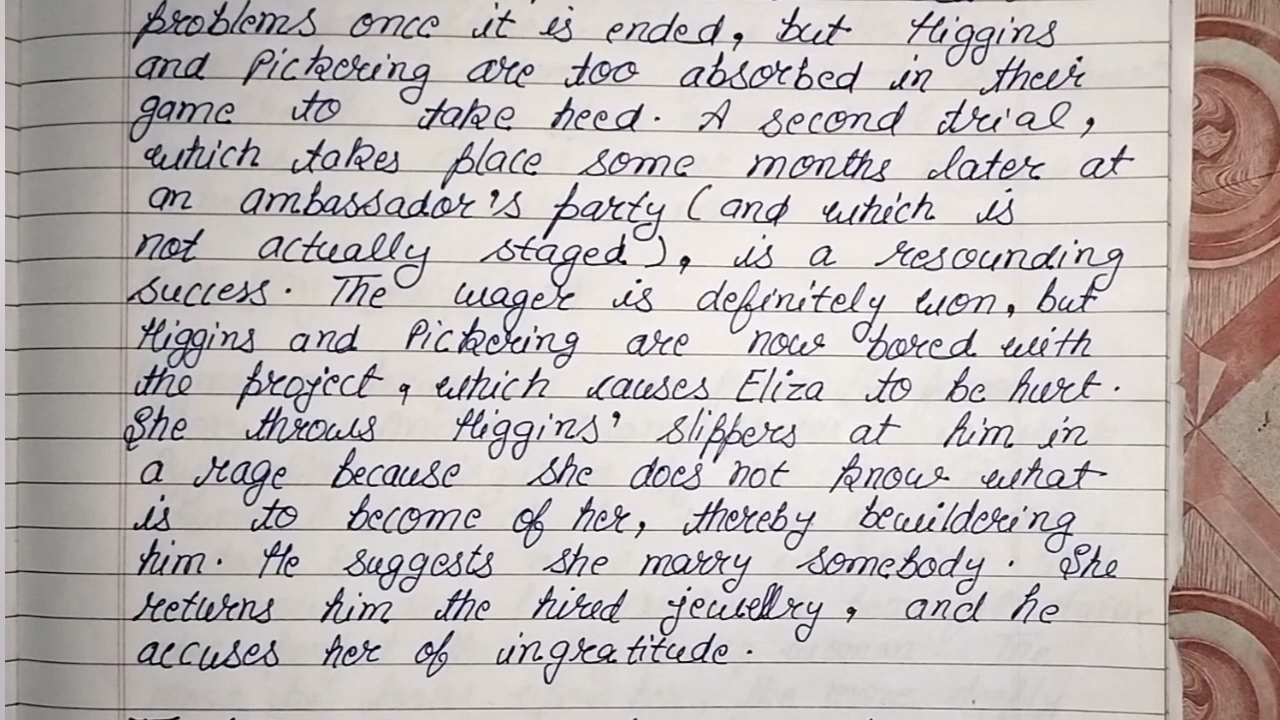 problems once it is ended, but Higgins
and Pickering are too absorbed in their
game to take heed. A second trial,
which takes place some months later at
an ambassador's party (and which is
not actually staged), is a resounding
success. The wager is definitely won, but
Higgins and Pickering are now bored with
the project, which causes Eliza to be hurt.
She throws Higgins' slippers at him in
a rage because she does not know what
is to become of her, thereby bewildering
him. He suggests she marry somebody. She
returns him the hired jewellry, and he
accuses her of ingratitude.